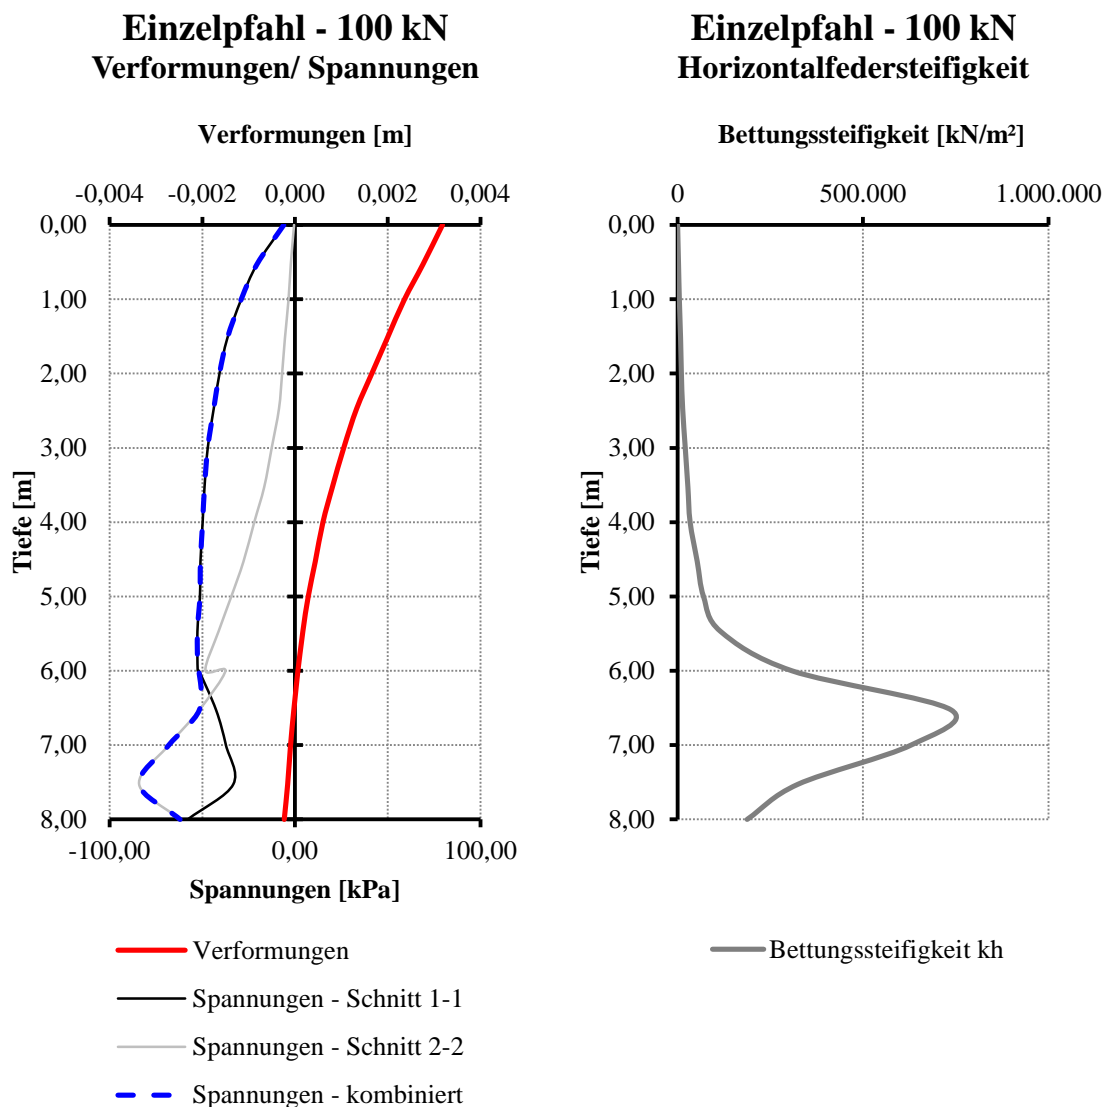 Einzelpfahl - 100 kN
Verformungen/ Spannungen
Verformungen [m]
-0,004 -0,002 0,000 0,002 0,004
0,00
1,00
2,00
3,00
4,00
5,00
6,00
7,00
8,00
Tiefe [m]
-100,00 0,00 100,00
Spannungen [kPa]
Verformungen
Spannungen - Schnitt 1-1
Spannungen - Schnitt 2-2
Spannungen - kombiniert
Einzelpfahl - 100 kN
Horizontalfedersteifigkeit
Bettungssteifigkeit [kN/m²]
0 500.000 1.000.000
0,00
1,00
2,00
3,00
4,00
5,00
6,00
7,00
8,00
Tiefe [m]
Bettungssteifigkeit kh